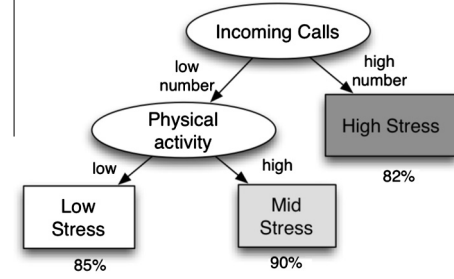 Incoming Calls
low
number
high
number
Physical
activity
High Stress
82%
low
high
Low
Stress
Mid
Stress
85%
90%